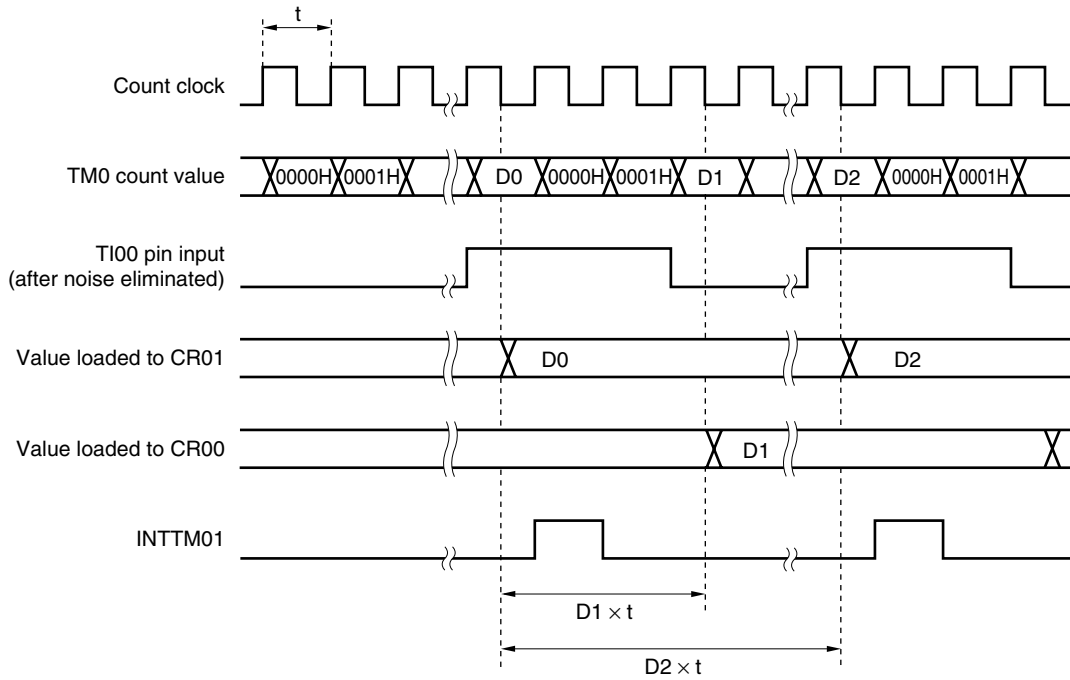 t
Count clock
TM0 count value
0000H 0001H D0 0000H 0001H D1 D2 0000H 0001H
TI00 pin input
(after noise eliminated)
Value loaded to CR01
D0 D2
Value loaded to CR00
D1
INTTM01
D1 × t
D2 × t